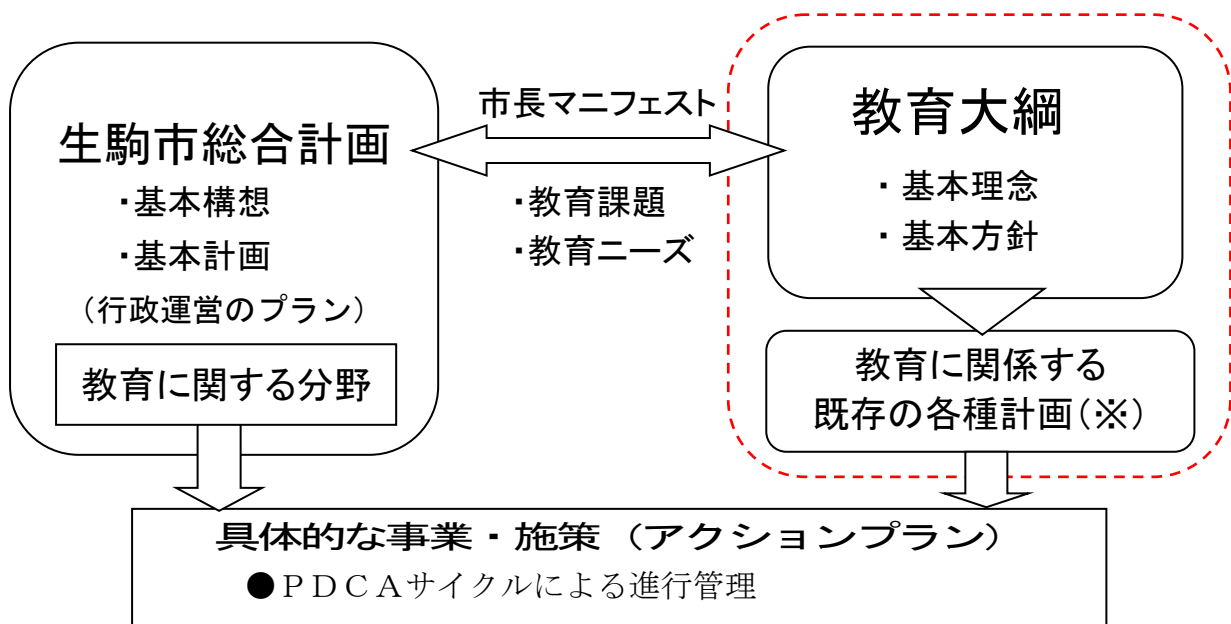 生駒市総合計画
・基本構想
・基本計画
（行政運営のプラン）
教育に関する分野
市長マニフェスト
・教育課題
・教育ニーズ
教育大綱
・基本理念
・基本方針
教育に関係する
既存の各種計画（※）
具体的な事業・施策（アクションプラン）
●ＰＤＣＡサイクルによる進行管理